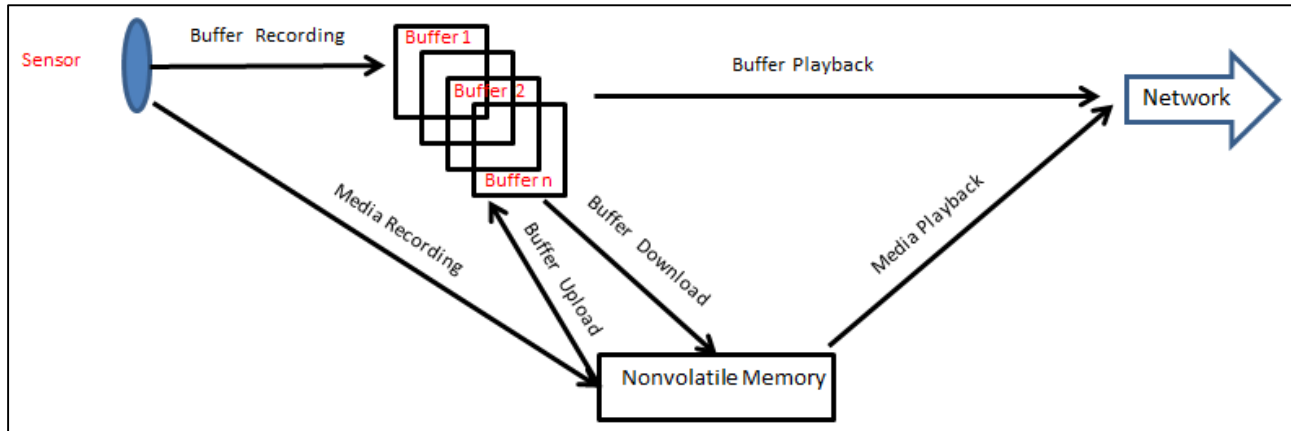 Sensor
Buffer Recording
Buffer 1
Buffer 2
Buffer n
Buffer Playback
Network
Media Recording
Buffer Upload
Buffer Download
Media Playback
Nonvolatile Memory